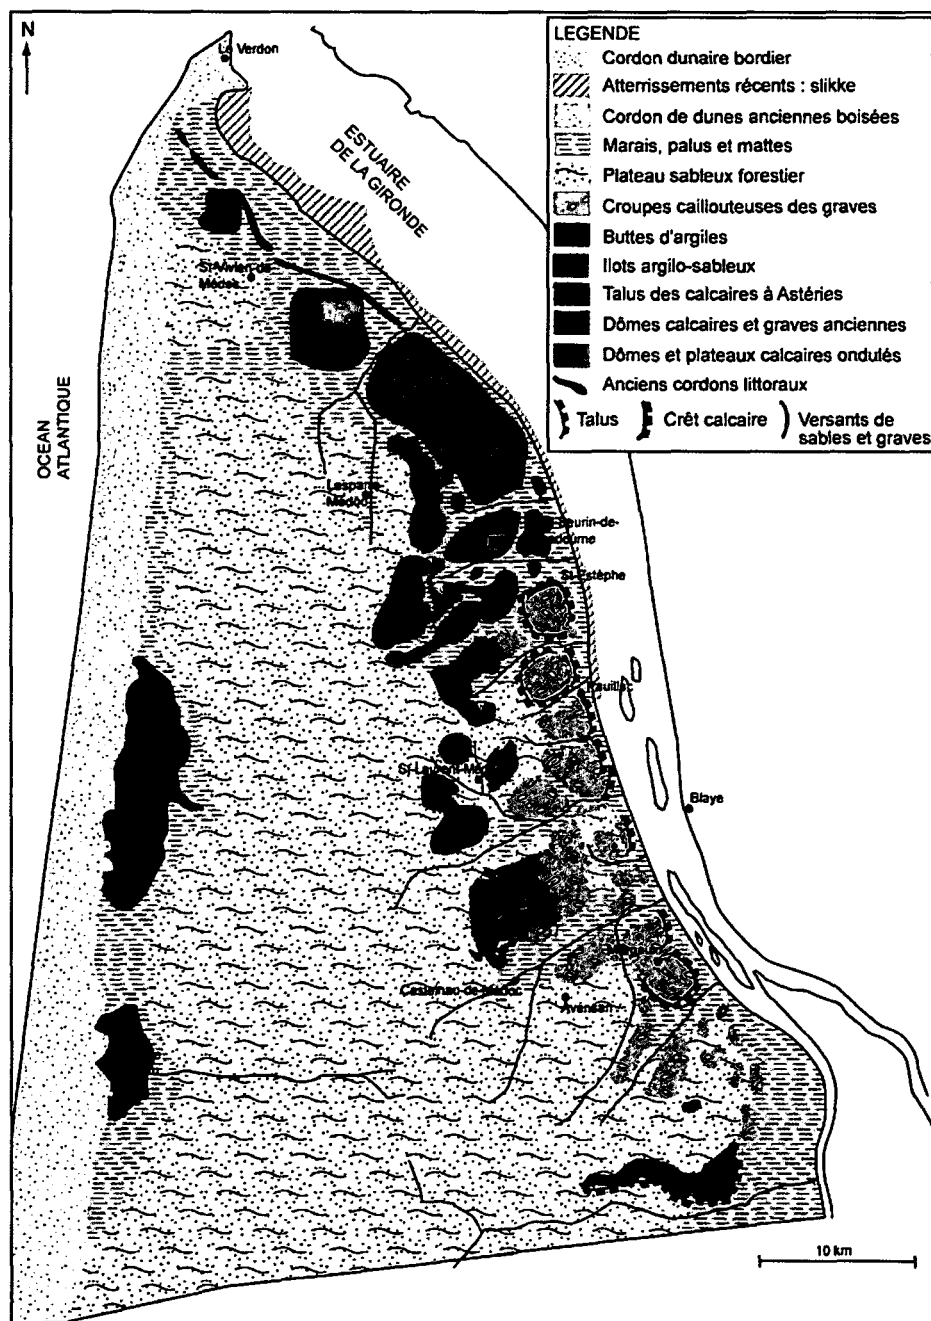 N
Le Verdon
LEGENDE
Cordon dunaire bordier
Atterrissements récents : slikke
Cordon de dunes anciennes boisées
Marais, palus et mattes
Plateau sableux forestier
Croupes caillouteuses des graves
Buttes d'argiles
Ilots argilo-sableux
Talus des calcaires à Astéries
Dômes calcaires et graves anciennes
Dômes et plateaux calcaires ondulés
Anciens cordons littoraux
Talus
Crêt calcaire
Versants de
sables et graves
ESTUAIRE
DE LA GIRONDE
St-Vivien-de-
Médoc
OCEAN
ATLANTIQUE
Lesparre
Médoc
St-Estèphe
Pauillac
Blaye
Castelnau-de-Médoc
Avensan
10 km